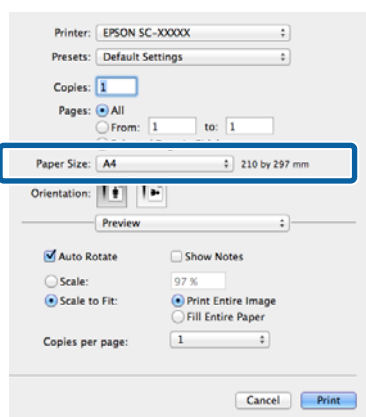 Printer: EPSON SC-XXXXX
Presets: Default Settings
Copies: 1
Pages: All
From: 1 to: 1
Paper Size: A4 210 by 297 mm
Orientation:
Preview
Auto Rotate Show Notes
Scale: 97 %
Scale to Fit: Print Entire Image
Fill Entire Paper
Copies per page: 1
Cancel Print